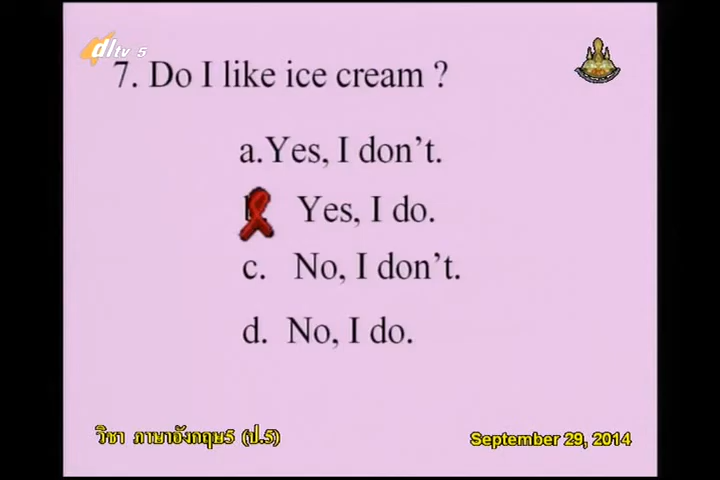 dltv 5
7. Do I like ice cream ?
a.Yes, I don't.
Yes, I do.
c. No, I don't.
d. No, I do.
วิชา ภาษาอังกฤษ5 (ป.5)
September 29, 2014